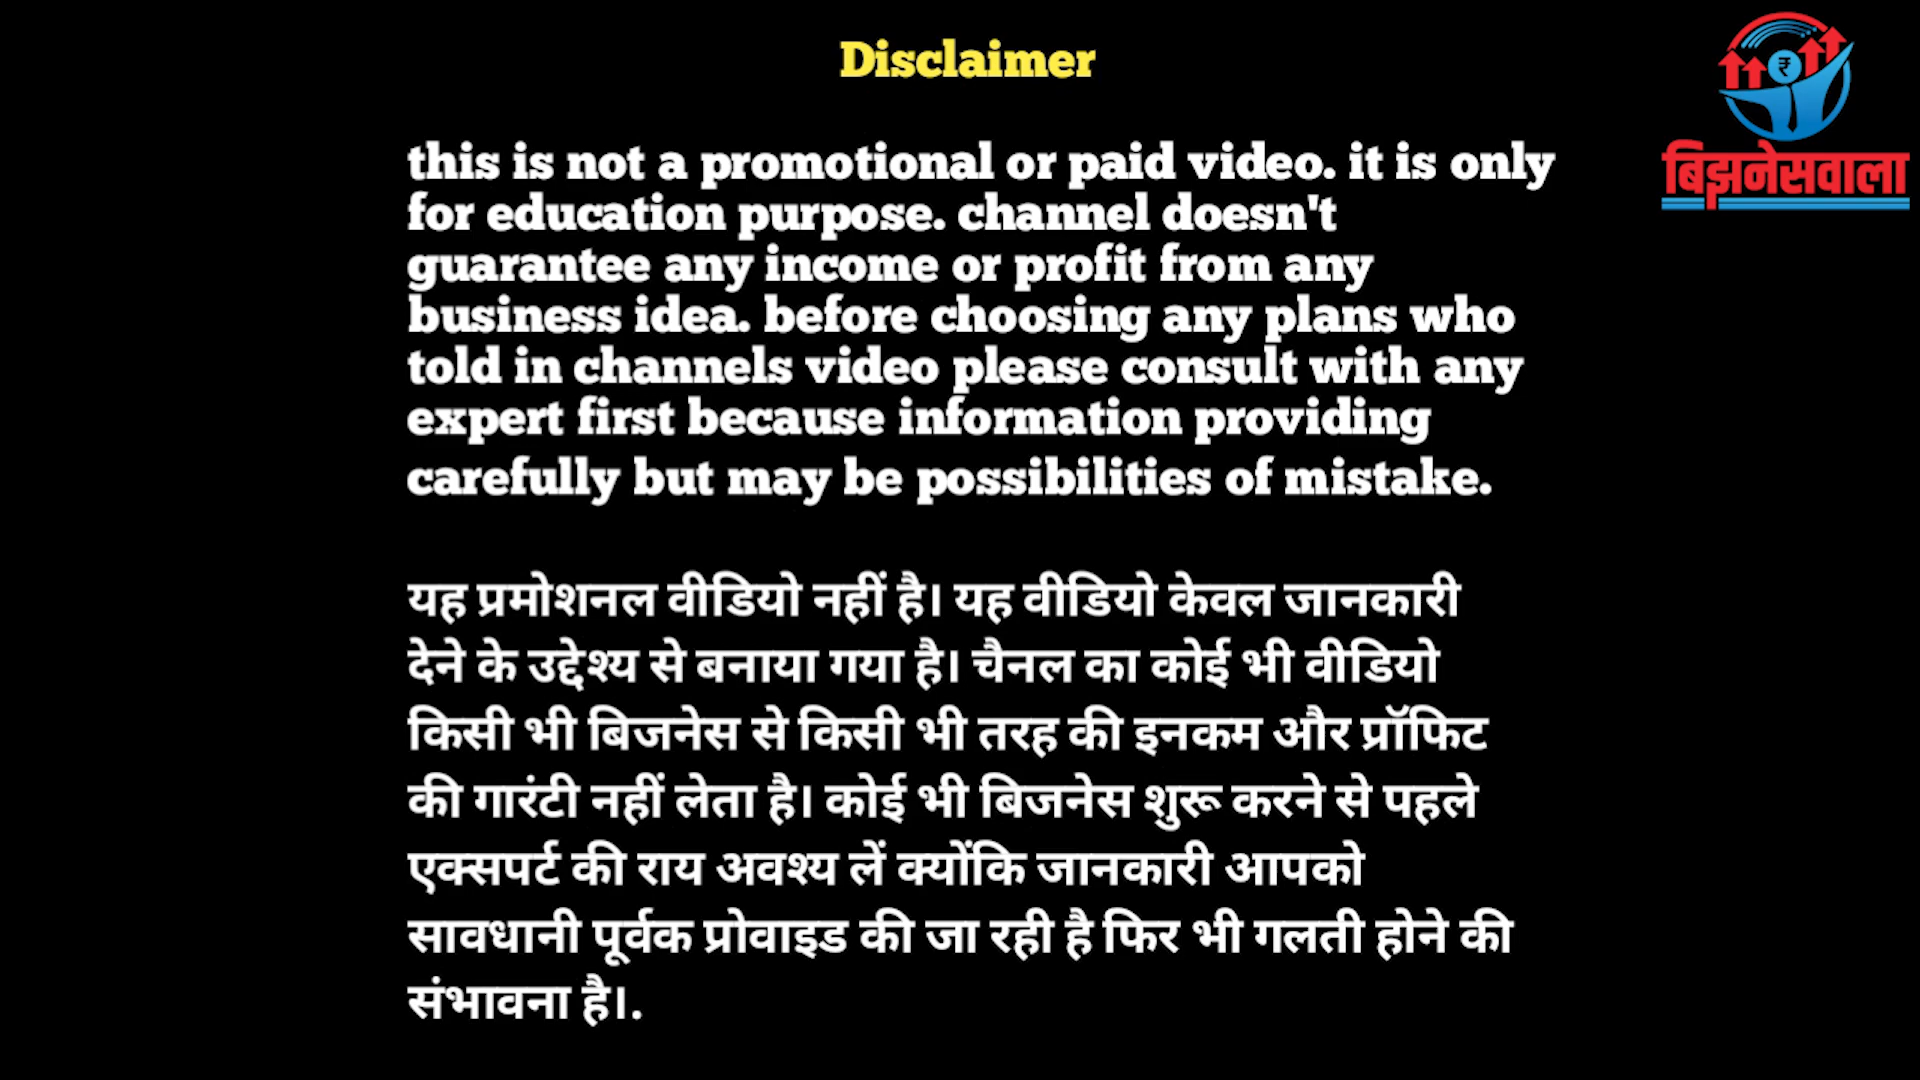 Disclaimer
this is not a promotional or paid video. it is only
for education purpose. channel doesn't
guarantee any income or profit from any
business idea. before choosing any plans who
told in channels video please consult with any
expert first because information providing
carefully but may be possibilities of mistake.
यह प्रमोशनल वीडियो नहीं है। यह वीडियो केवल जानकारी
देने के उद्देश्य से बनाया गया है। चैनल का कोई भी वीडियो
किसी भी बिजनेस से किसी भी तरह की इनकम और प्रॉफिट
की गारंटी नहीं लेता है। कोई भी बिजनेस शुरू करने से पहले
एक्सपर्ट की राय अवश्य लें क्योंकि जानकारी आपको
सावधानी पूर्वक प्रोवाइड की जा रही है फिर भी गलती होने की
संभावना है।.
₹
बिझनेसवाला